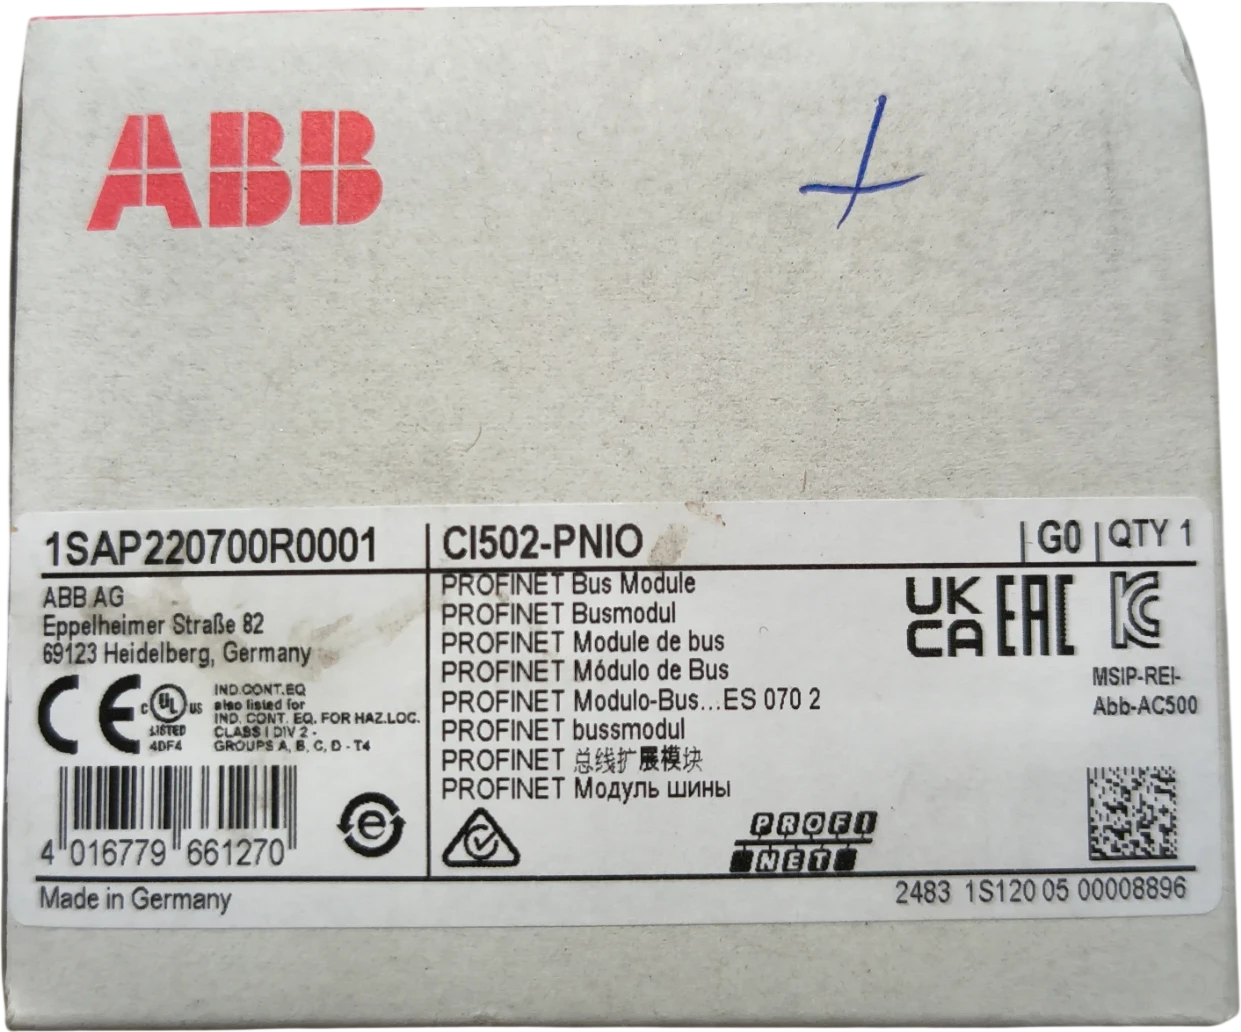 ABB
1SAP220700R0001
CI502-PNIO
G0
QTY 1
ABB AG
Eppelheimer Straße 82
69123 Heidelberg, Germany
CE
C UL US
LISTED
4DF4
IND.CONT.EQ
also listed for
IND. CONT. EQ. FOR HAZ.LOC.
CLASS I DIV 2 -
GROUPS A, B, C, D - T4
4 016779 661270
e
PROFINET Bus Module
PROFINET Busmodul
PROFINET Module de bus
PROFINET Módulo de Bus
PROFINET Modulo-Bus...ES 070 2
PROFINET bussmodul
PROFINET 总线扩展模块
PROFINET Модуль шины
UK
CA
EAC
KC
MSIP-REI-
Abb-AC500
PROFI
NET
Made in Germany
2483 1S120 05 00008896